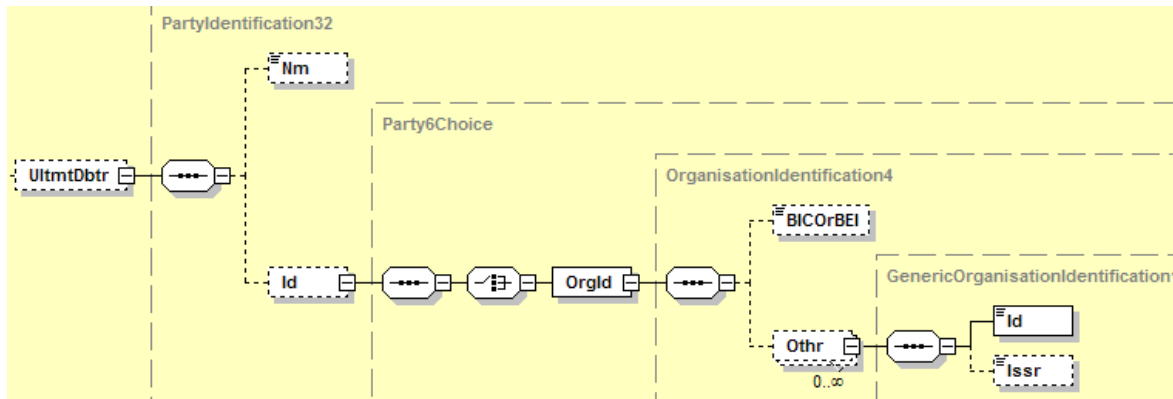 PartyIdentification32
Nm
Party6Choice
UltmtDbtr
OrganisationIdentification4
BICOrBEI
GenericOrganisationIdentification
Id
OrgId
Id
Othr
0..∞
Issr